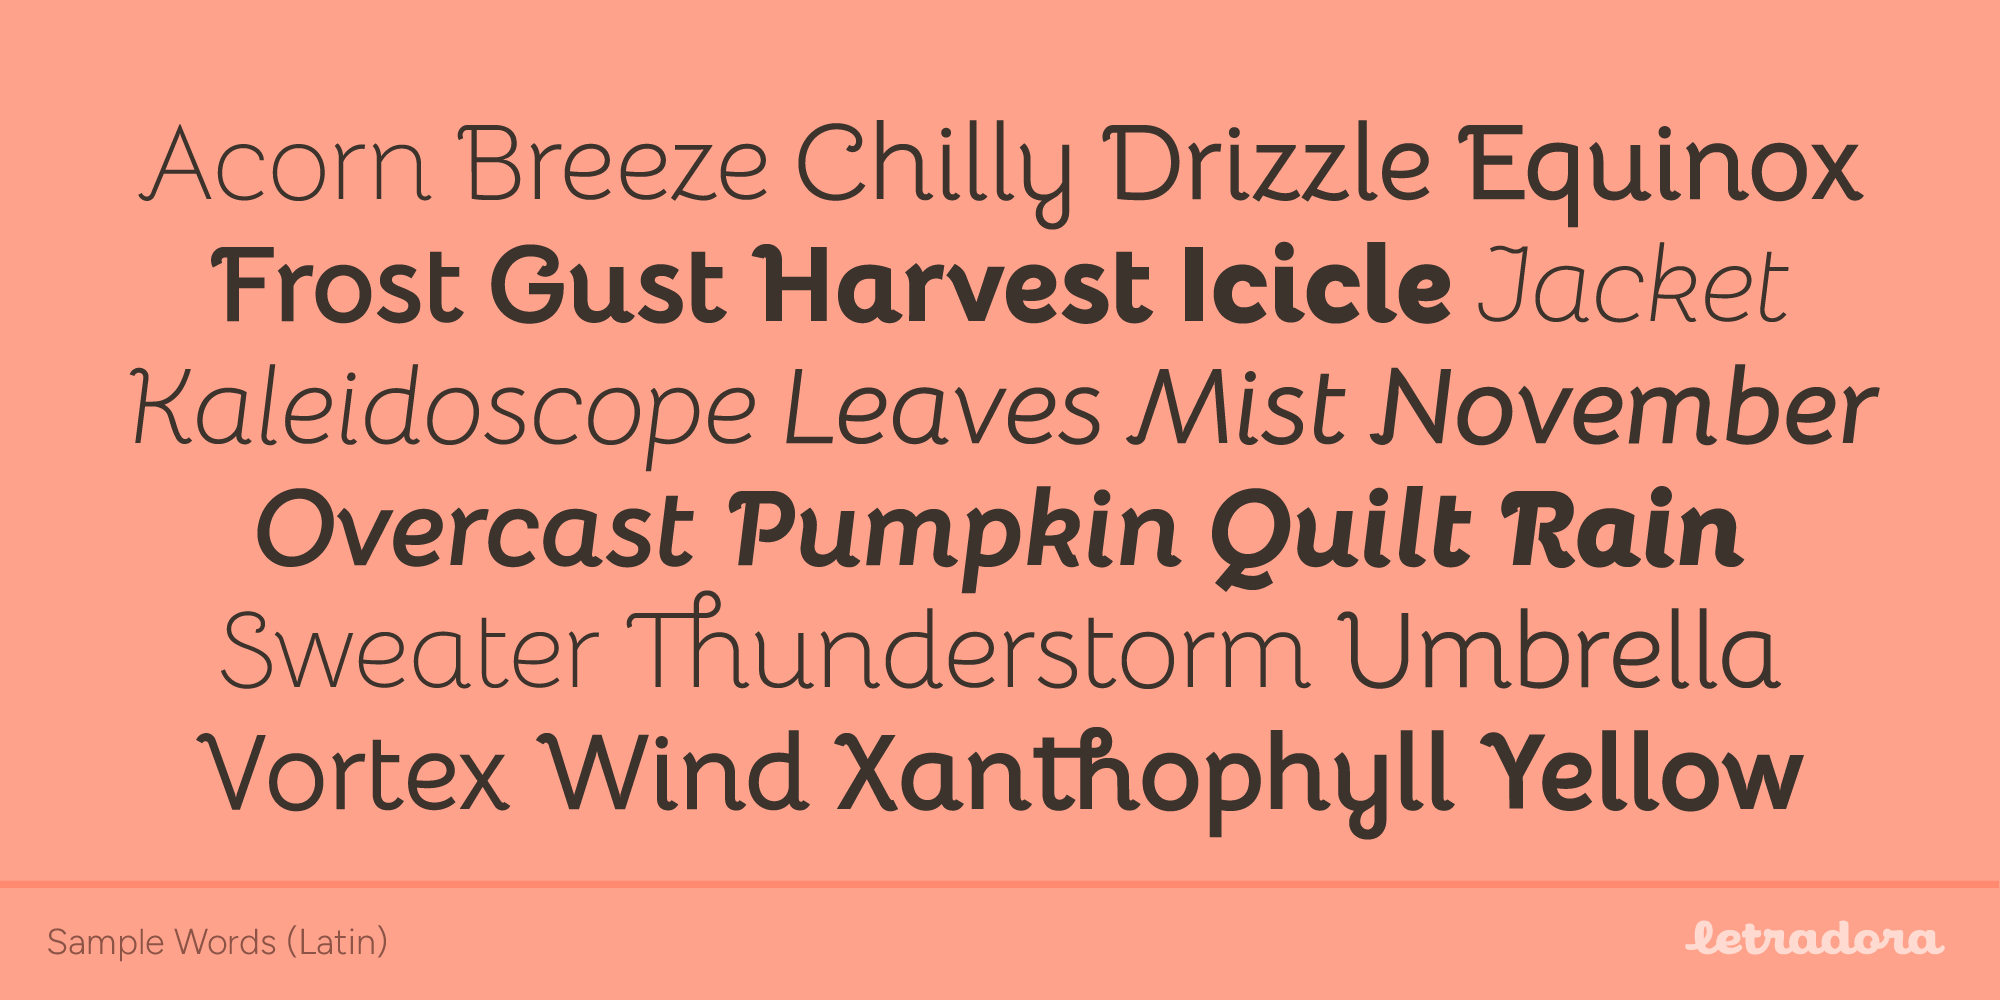 Acorn Breeze Chilly Drizzle Equinox
Frost Gust Harvest Icicle Jacket
Kaleidoscope Leaves Mist November
Overcast Pumpkin Quilt Rain
Sweater Thunderstorm Umbrella
Vortex Wind Xanthophyll Yellow
Sample Words (Latin)
letradora